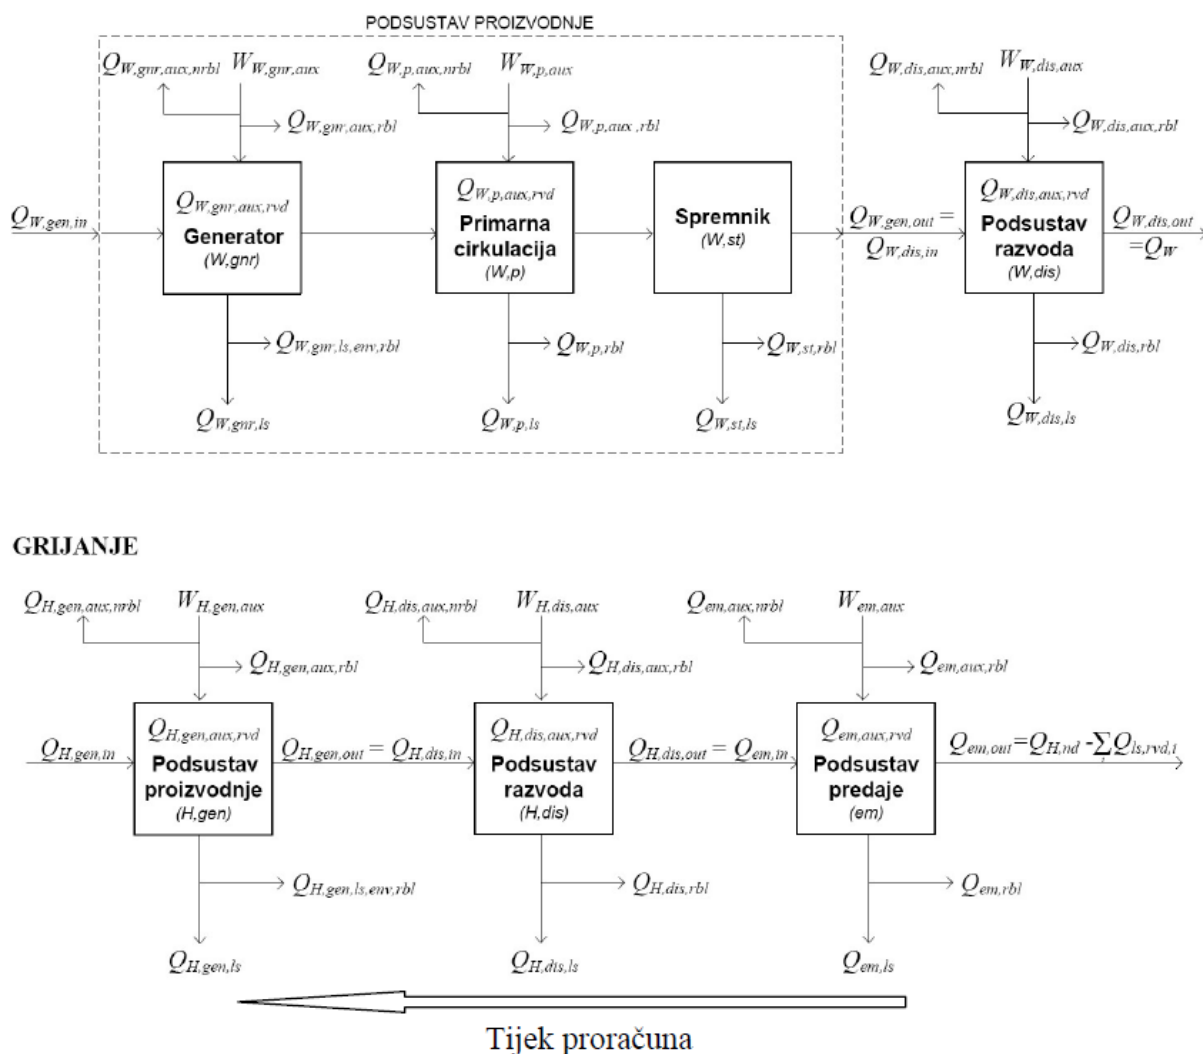 PODSUSTAV PROIZVODNJE
Q_W,gnr,aux,nrbl W_W,gnr,aux Q_W,p,aux,nrbl W_W,p,aux Q_W,dis,aux,nrbl W_W,dis,aux
Q_W,gnr,aux,rbl Q_W,p,aux,rbl Q_W,dis,aux,rbl
Q_W,gen,in
Q_W,gnr,aux,rvd
Generator
(W,gnr)
Q_W,p,aux,rvd
Primarna
cirkulacija
(W,p)
Spremnik
(W,st)
Q_W,gen,out =
Q_W,dis,in
Q_W,dis,aux,rvd
Podsustav
razvoda
(W,dis)
Q_W,dis,out
=Q_W
Q_W,gnr,ls,env,rbl Q_W,p,rbl Q_W,st,rbl Q_W,dis,rbl
Q_W,gnr,ls Q_W,p,ls Q_W,st,ls Q_W,dis,ls
GRIJANJE
Q_H,gen,aux,nrbl W_H,gen,aux Q_H,dis,aux,nrbl W_H,dis,aux Q_em,aux,nrbl W_em,aux
Q_H,gen,aux,rbl Q_H,dis,aux,rbl Q_em,aux,rbl
Q_H,gen,in
Q_H,gen,aux,rvd
Podsustav
proizvodnje
(H,gen)
Q_H,gen,out = Q_H,dis,in
Q_H,dis,aux,rvd
Podsustav
razvoda
(H,dis)
Q_H,dis,out = Q_em,in
Q_em,aux,rvd
Podsustav
predaje
(em)
Q_em,out=Q_H,nd -∑_i Q_ls,rvd,i
Q_H,gen,ls,env,rbl Q_H,dis,rbl Q_em,rbl
Q_H,gen,ls Q_H,dis,ls Q_em,ls
Tijek proračuna